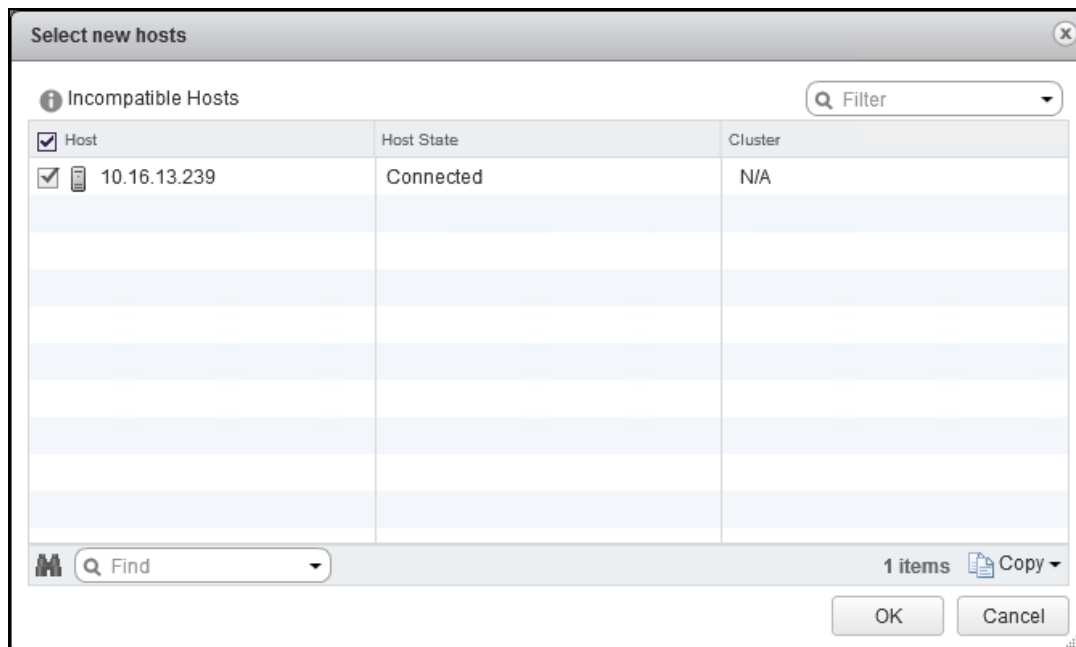 Select new hosts
Incompatible Hosts
Filter
Host Host State Cluster
10.16.13.239 Connected N/A
Find 1 items Copy
OK Cancel